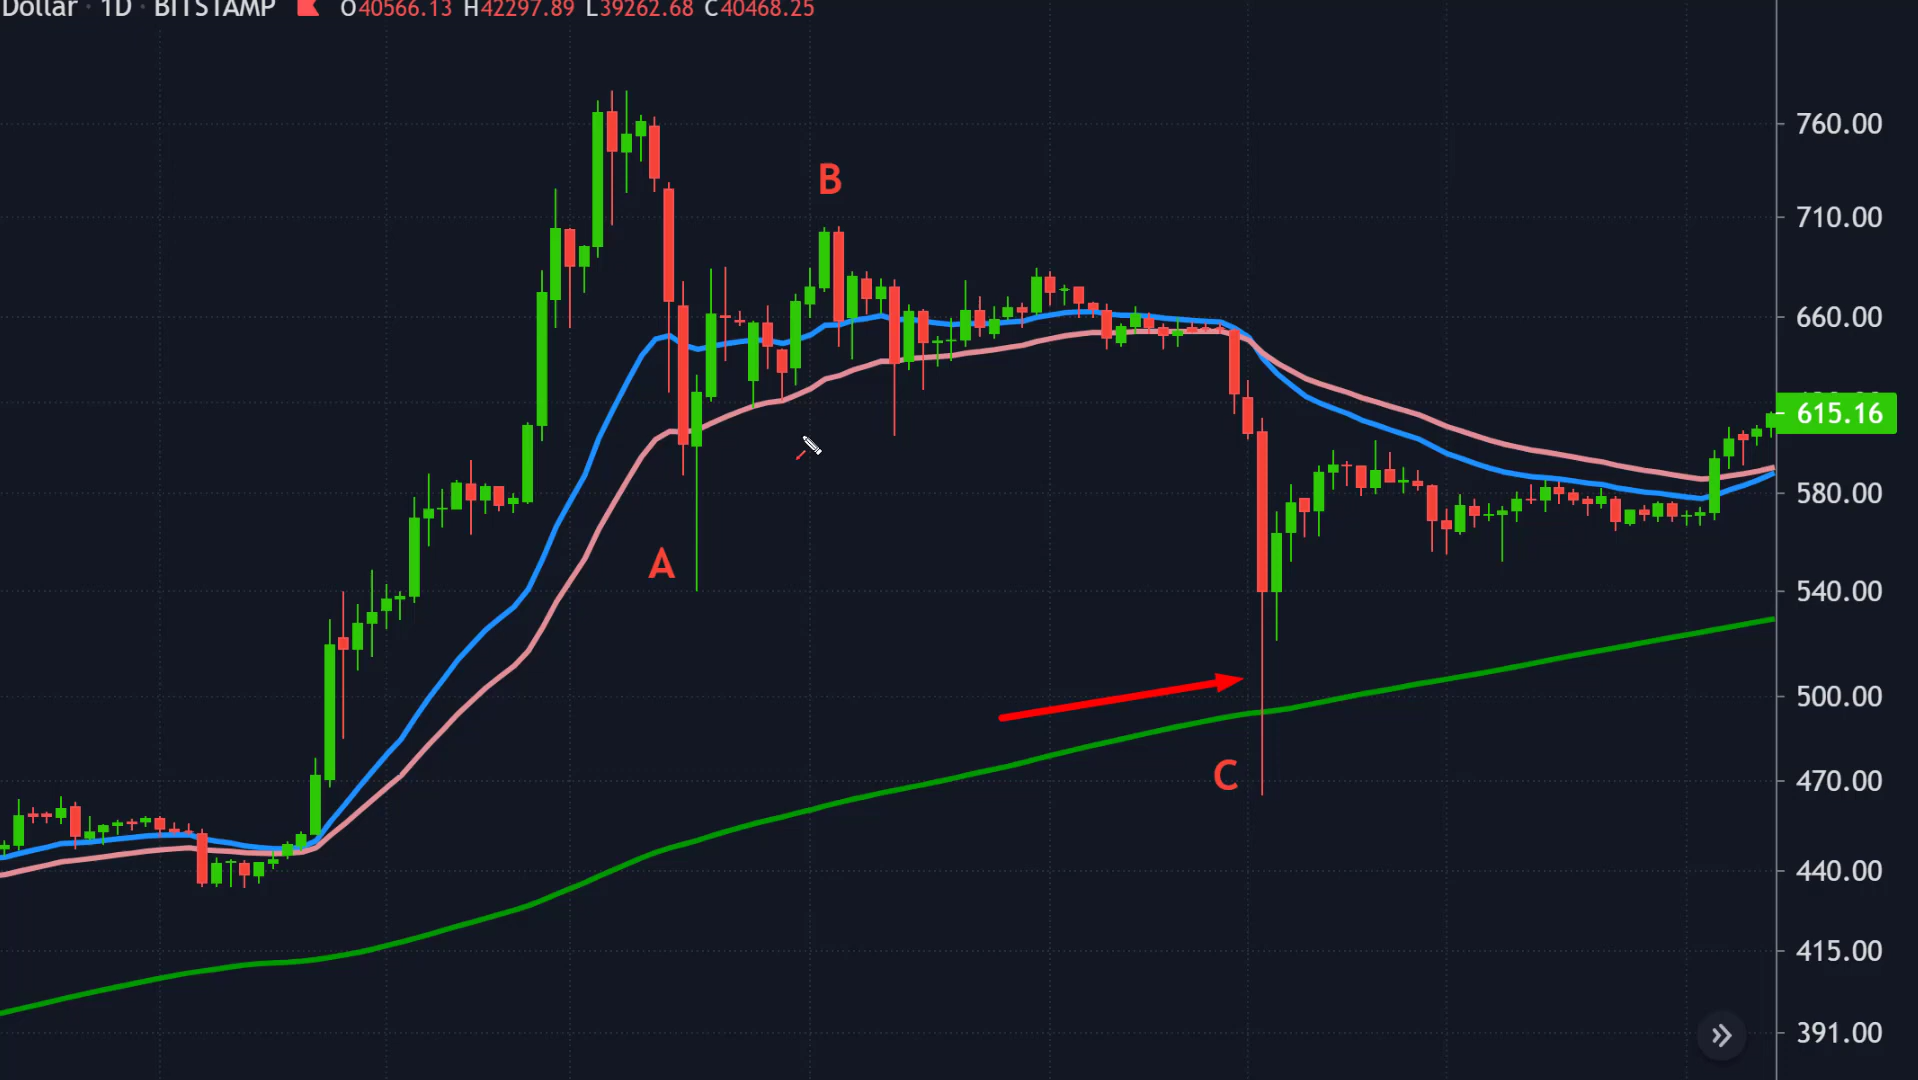 Dollar · 1D · BITSTAMP O40566.13 H42297.89 L39262.68 C40468.25
760.00
B
710.00
660.00
615.16
580.00
A
540.00
500.00
C
470.00
440.00
415.00
391.00